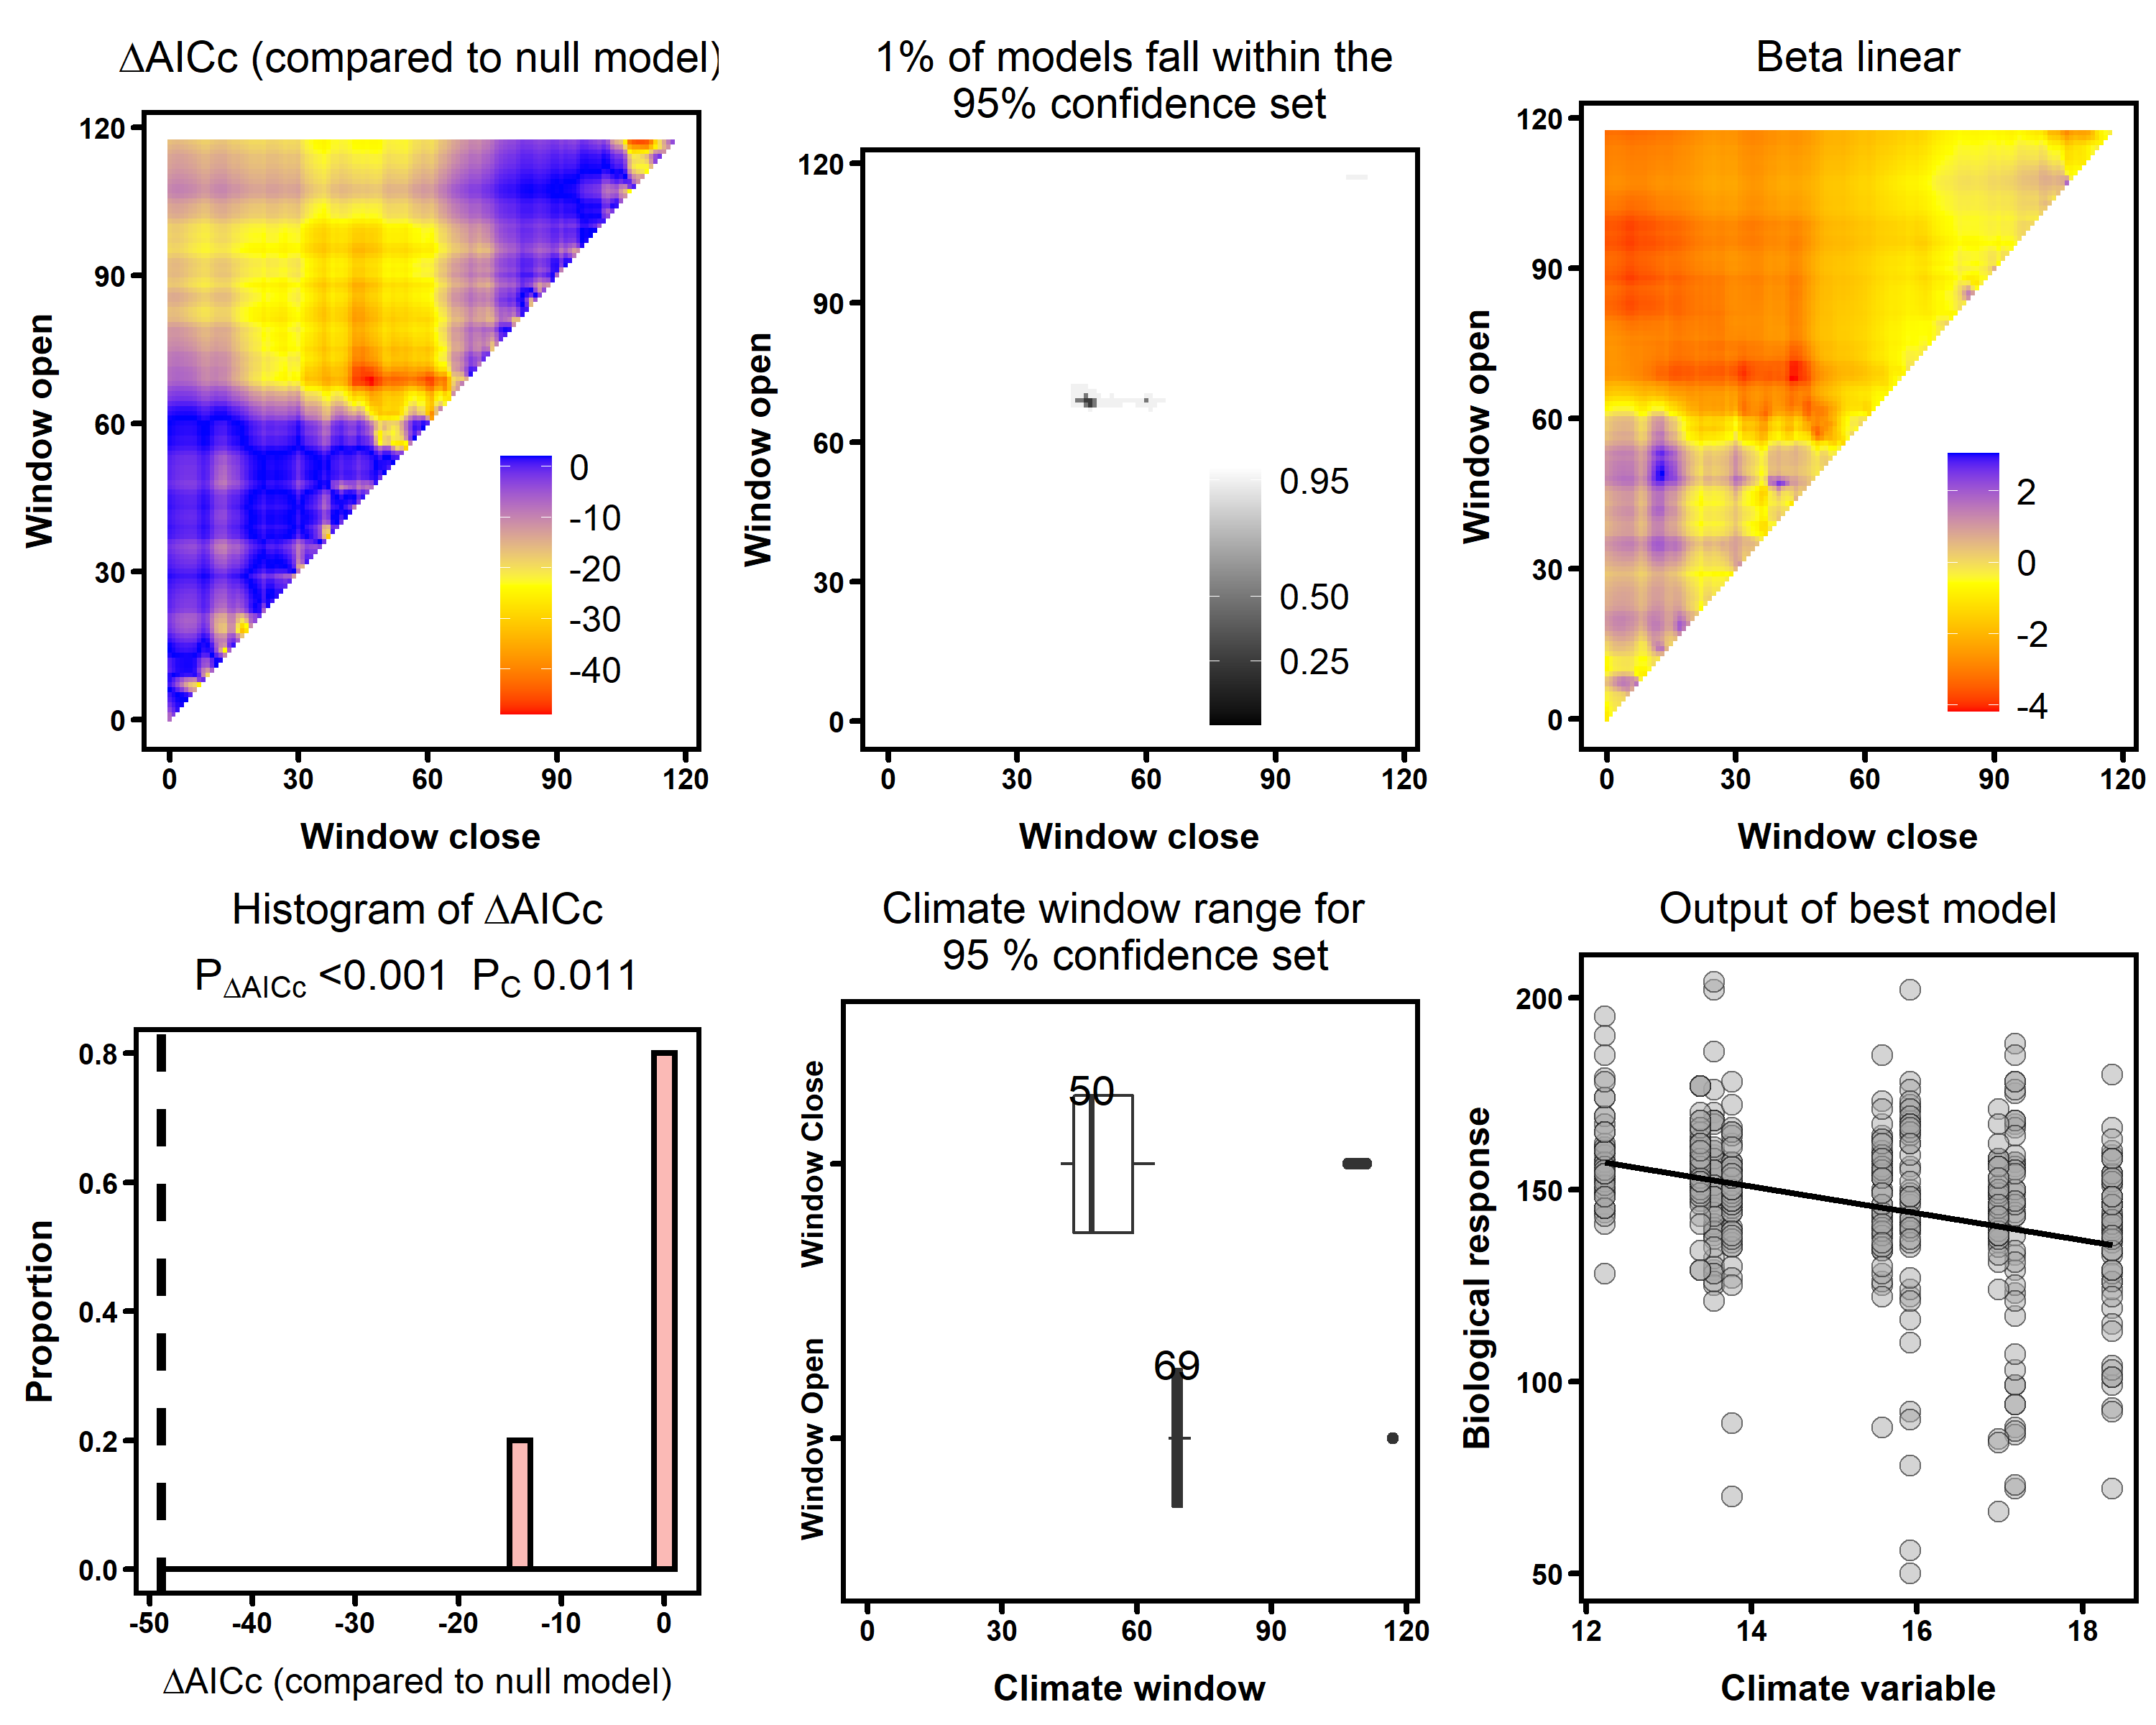 ΔAICc (compared to null model)
120
90
60
30
0
Window open
0
-10
-20
-30
-40
0 30 60 90 120
Window close
1% of models fall within the
95% confidence set
120
90
60
30
0
Window open
0.95
0.50
0.25
0 30 60 90 120
Window close
Beta linear
120
90
60
30
0
Window open
2
0
-2
-4
0 30 60 90 120
Window close
Histogram of ΔAICc
PΔAICc <0.001 PC 0.011
0.8
0.6
0.4
0.2
0.0
Proportion
-50 -40 -30 -20 -10 0
ΔAICc (compared to null model)
Climate window range for
95 % confidence set
Window Close
50
Window Open
69
0 30 60 90 120
Climate window
Output of best model
200
150
100
50
Biological response
12 14 16 18
Climate variable